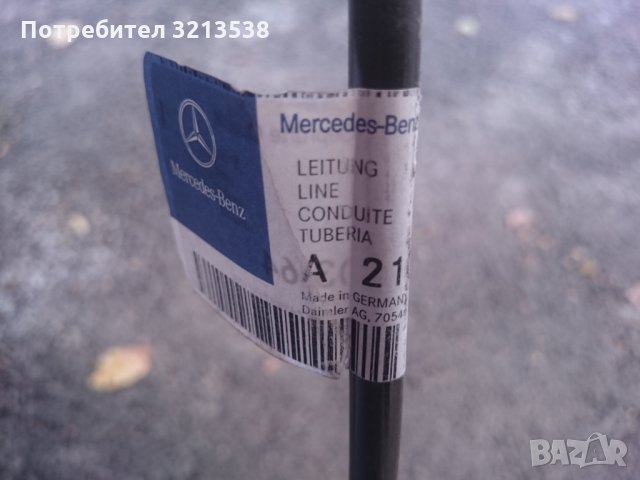 Потребител 3213538
Mercedes-Benz
Mercedes-Benz
LEITUNG
LINE
CONDUITE
TUBERIA
A 21
Made in GERMANY
Daimler AG, 7054
BAZAR